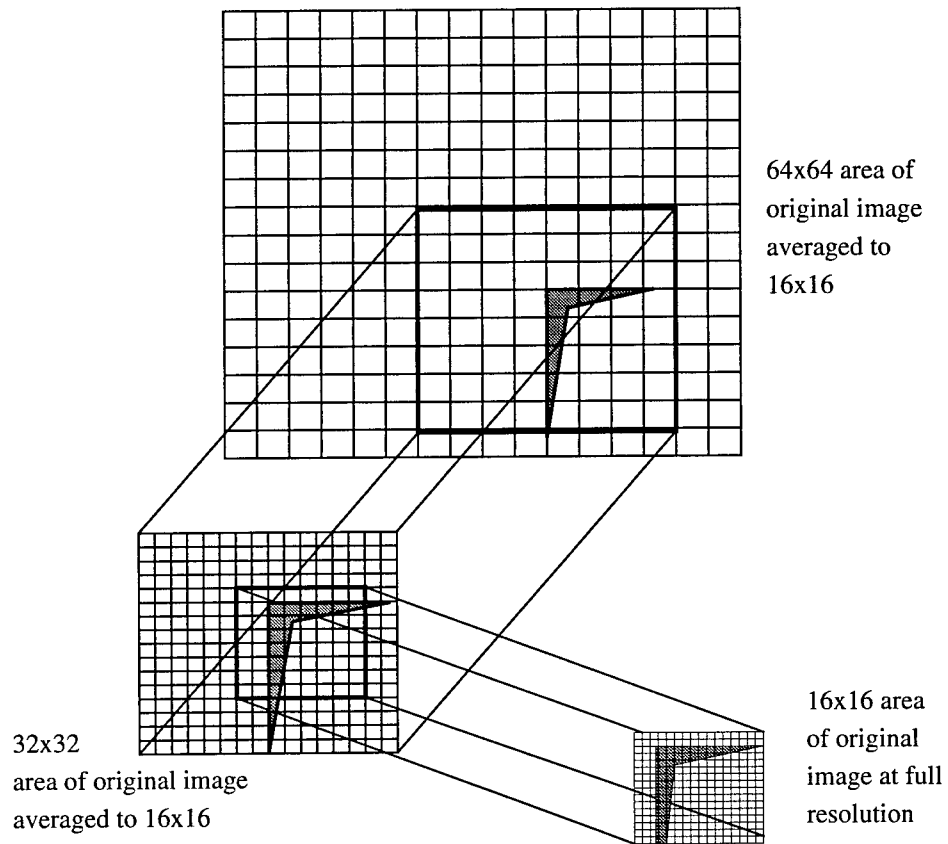 64x64 area of
original image
averaged to
16x16
32x32
area of original image
averaged to 16x16
16x16 area
of original
image at full
resolution